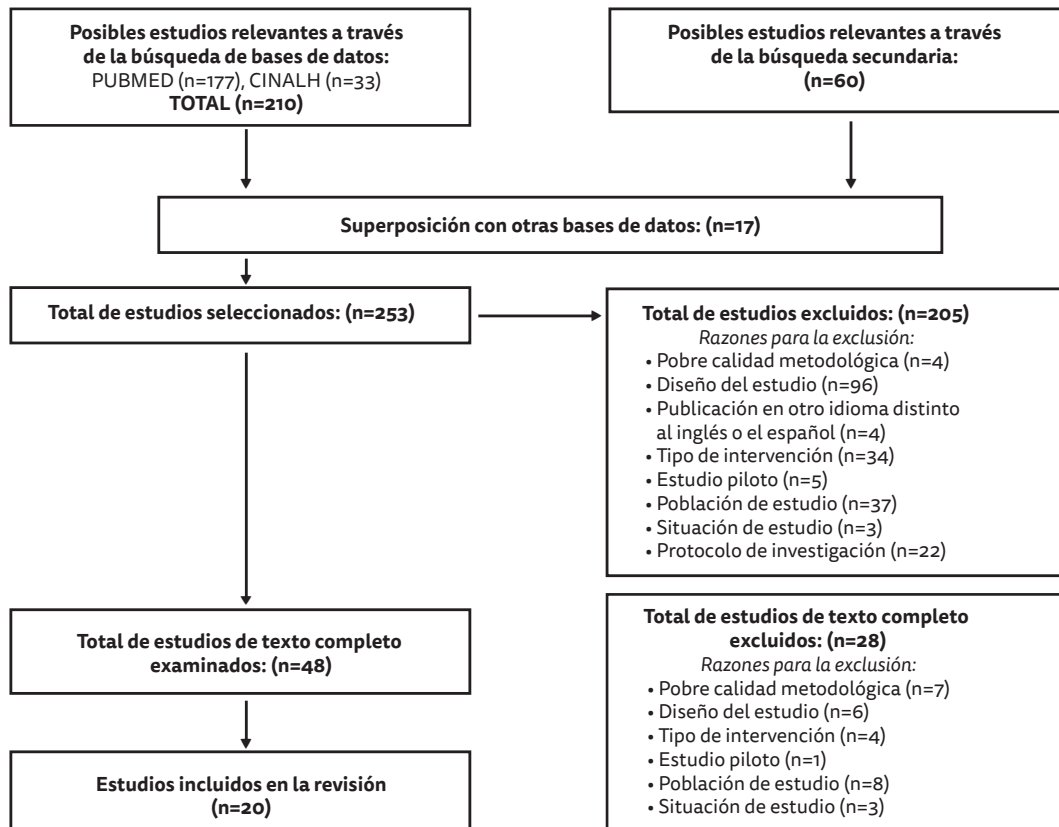 Posibles estudios relevantes a través
de la búsqueda de bases de datos:
PUBMED (n=177), CINALH (n=33)
TOTAL (n=210)
Posibles estudios relevantes a través
de la búsqueda secundaria:
(n=60)
Superposición con otras bases de datos: (n=17)
Total de estudios seleccionados: (n=253)
Total de estudios excluidos: (n=205)
Razones para la exclusión:
• Pobre calidad metodológica (n=4)
• Diseño del estudio (n=96)
• Publicación en otro idioma distinto
al inglés o el español (n=4)
• Tipo de intervención (n=34)
• Estudio piloto (n=5)
• Población de estudio (n=37)
• Situación de estudio (n=3)
• Protocolo de investigación (n=22)
Total de estudios de texto completo
examinados: (n=48)
Total de estudios de texto completo
excluidos: (n=28)
Razones para la exclusión:
• Pobre calidad metodológica (n=7)
• Diseño del estudio (n=6)
• Tipo de intervención (n=4)
• Estudio piloto (n=1)
• Población de estudio (n=8)
• Situación de estudio (n=3)
Estudios incluidos en la revisión
(n=20)